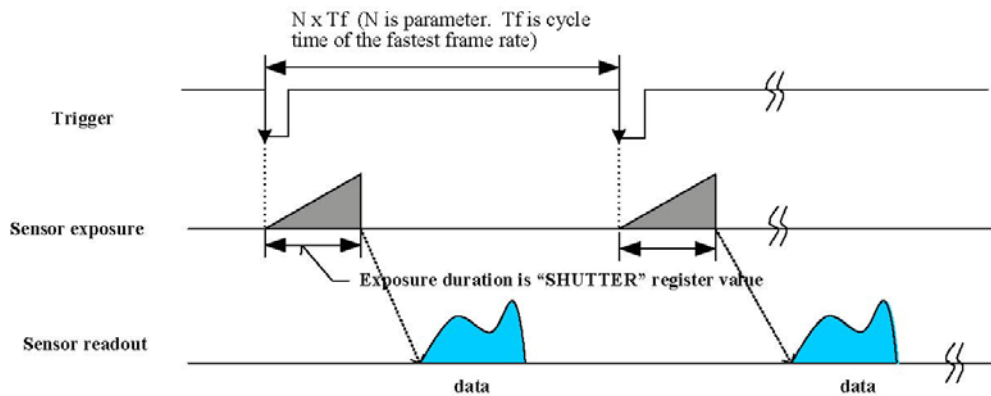 N x Tf (N is parameter. Tf is cycle
time of the fastest frame rate)
Trigger
Sensor exposure
Exposure duration is “SHUTTER” register value
Sensor readout
data
data